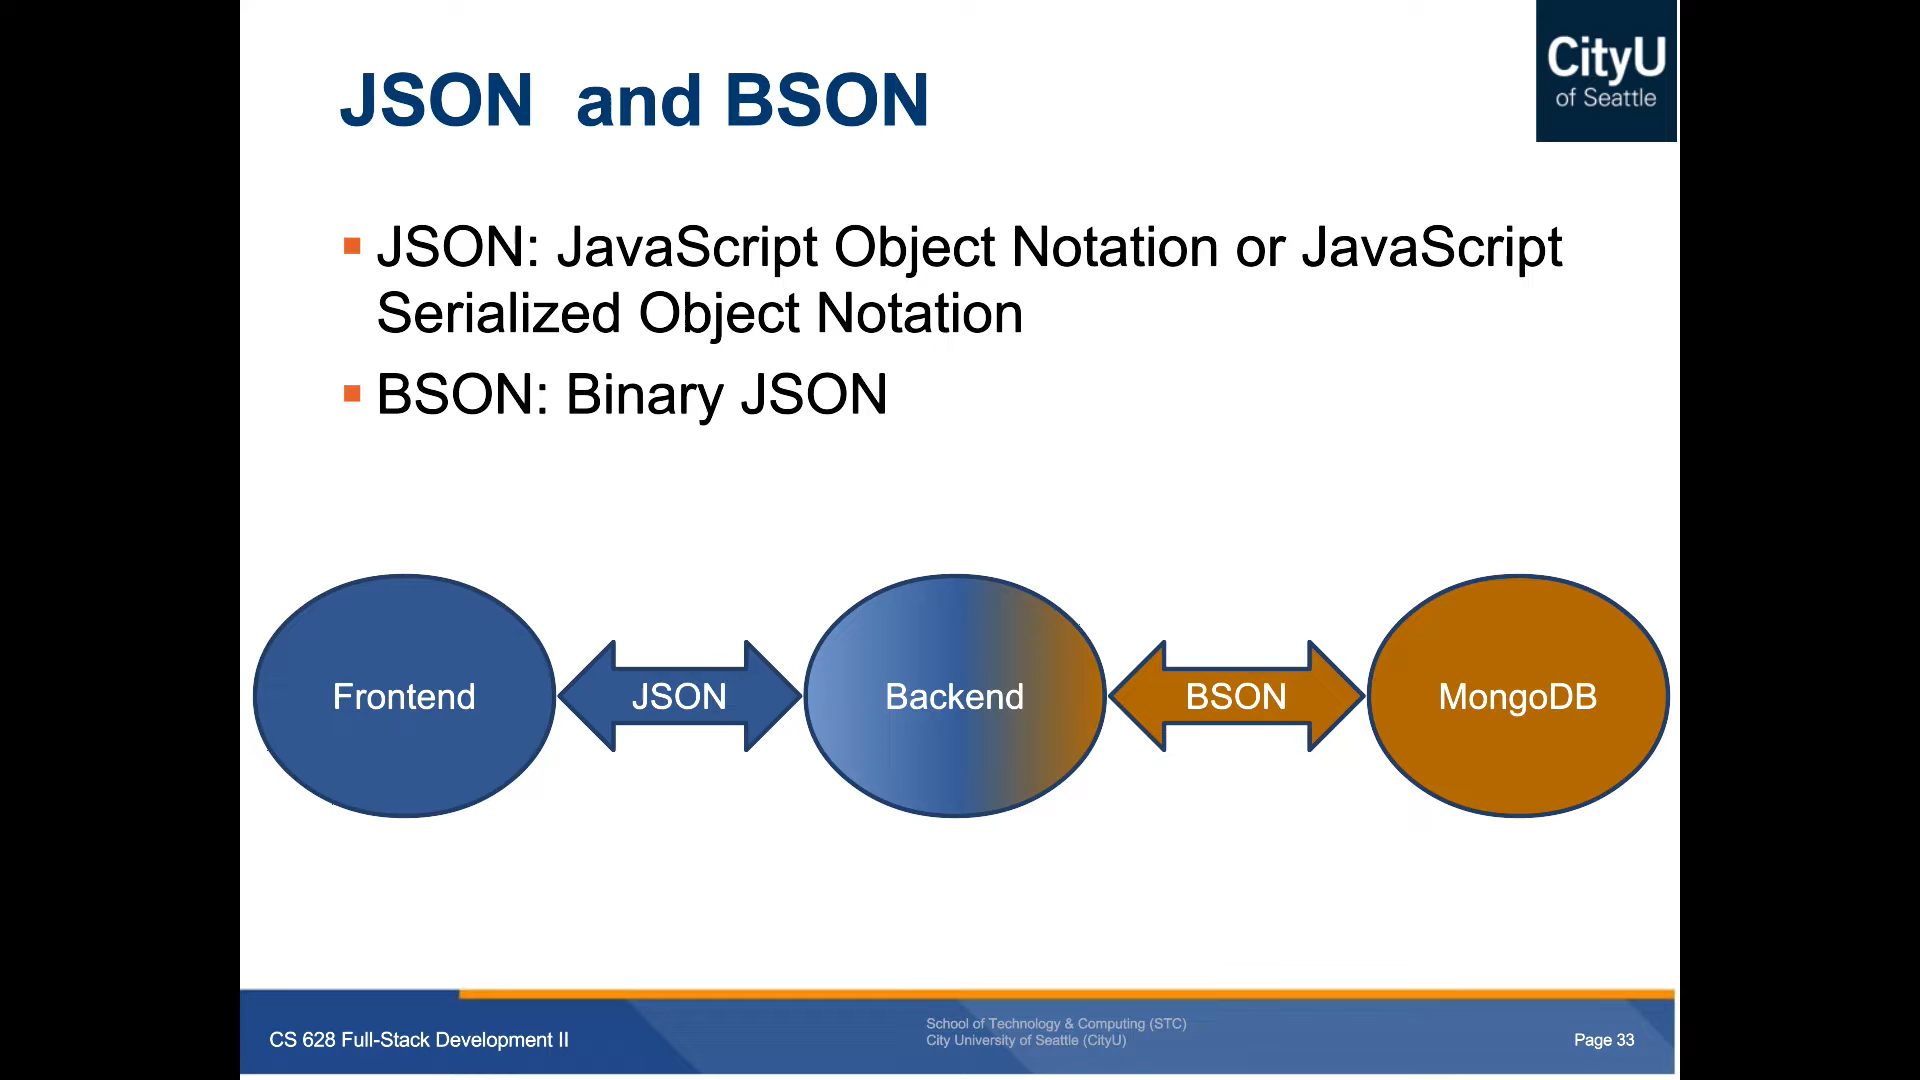 CityU
of Seattle
JSON  and BSON
JSON: JavaScript Object Notation or JavaScript
Serialized Object Notation
BSON: Binary JSON
Frontend
JSON
Backend
BSON
MongoDB
CS 628 Full-Stack Development II
School of Technology & Computing (STC)
City University of Seattle (CityU)
Page 33